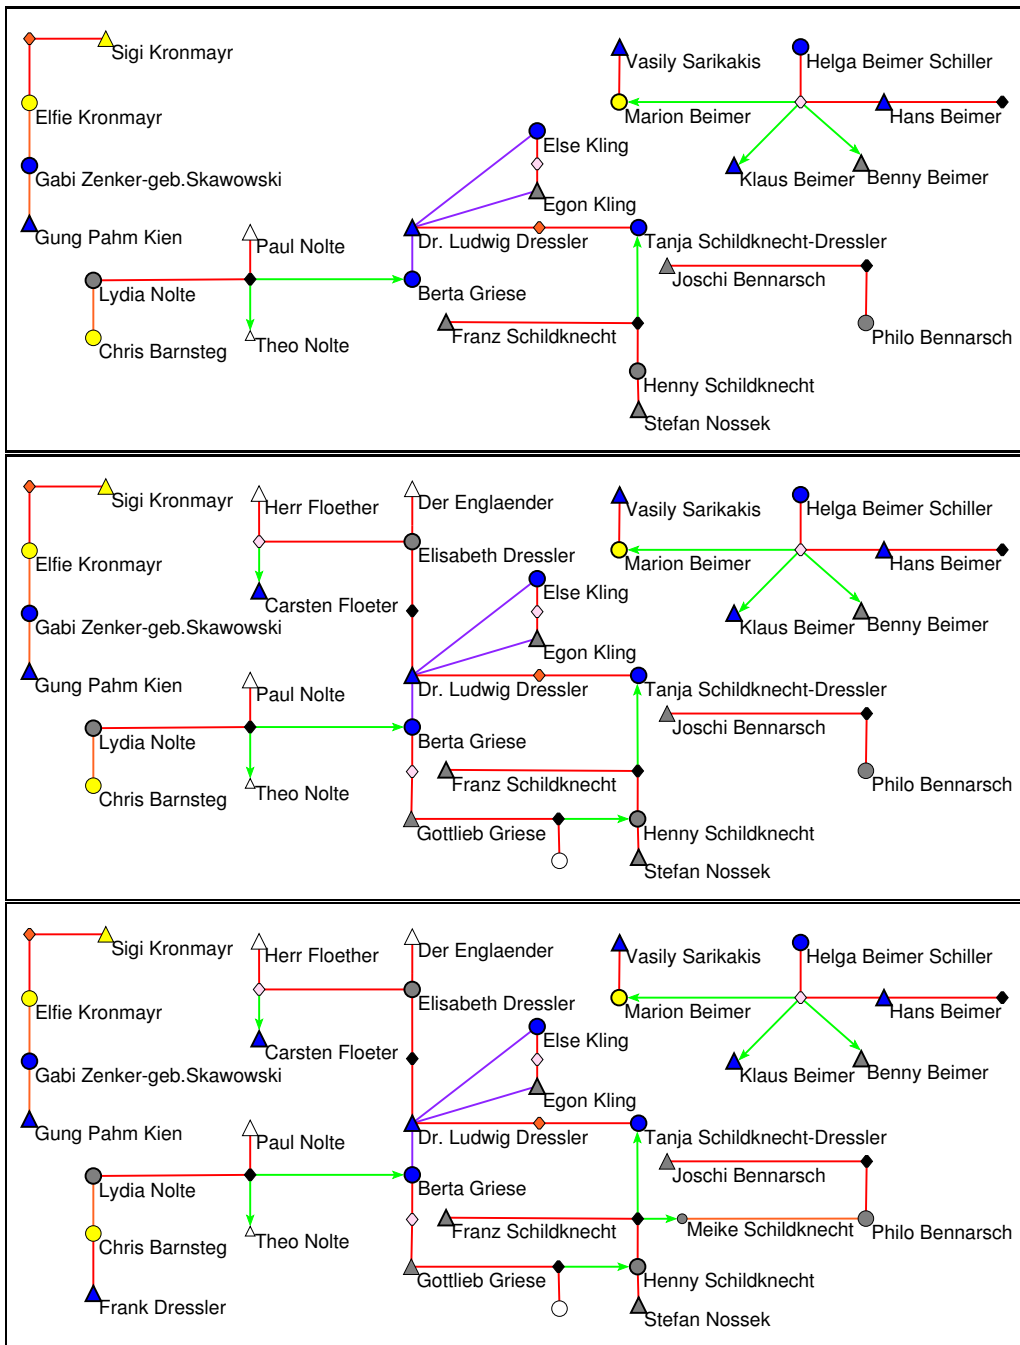 Sigi Kronmayr
Vasily Sarikakis
Helga Beimer Schiller
Elfie Kronmayr
Marion Beimer
Hans Beimer
Else Kling
Gabi Zenker-geb.Skawowski
Klaus Beimer
Benny Beimer
Egon Kling
Gung Pahm Kien
Paul Nolte
Dr. Ludwig Dressler
Tanja Schildknecht-Dressler
Joschi Bennarsch
Lydia Nolte
Berta Griese
Franz Schildknecht
Philo Bennarsch
Chris Barnsteg
Theo Nolte
Henny Schildknecht
Stefan Nossek
Sigi Kronmayr
Herr Floether
Der Englaender
Vasily Sarikakis
Helga Beimer Schiller
Elfie Kronmayr
Elisabeth Dressler
Marion Beimer
Hans Beimer
Carsten Floeter
Else Kling
Gabi Zenker-geb.Skawowski
Klaus Beimer
Benny Beimer
Egon Kling
Gung Pahm Kien
Paul Nolte
Dr. Ludwig Dressler
Tanja Schildknecht-Dressler
Joschi Bennarsch
Lydia Nolte
Berta Griese
Franz Schildknecht
Philo Bennarsch
Chris Barnsteg
Theo Nolte
Gottlieb Griese
Henny Schildknecht
Stefan Nossek
Sigi Kronmayr
Herr Floether
Der Englaender
Vasily Sarikakis
Helga Beimer Schiller
Elfie Kronmayr
Elisabeth Dressler
Marion Beimer
Hans Beimer
Carsten Floeter
Else Kling
Gabi Zenker-geb.Skawowski
Klaus Beimer
Benny Beimer
Egon Kling
Gung Pahm Kien
Paul Nolte
Dr. Ludwig Dressler
Tanja Schildknecht-Dressler
Joschi Bennarsch
Lydia Nolte
Berta Griese
Franz Schildknecht
Meike Schildknecht
Philo Bennarsch
Chris Barnsteg
Theo Nolte
Gottlieb Griese
Henny Schildknecht
Frank Dressler
Stefan Nossek